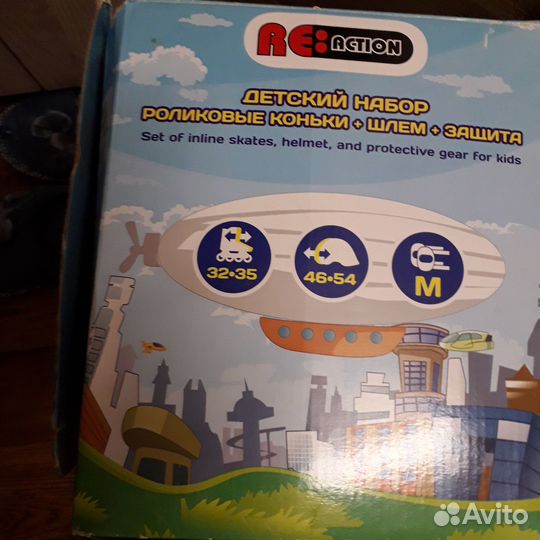 RE:ACTION
ДЕТСКИЙ НАБОР
РОЛИКОВЫЕ КОНЬКИ + ШЛЕМ + ЗАЩИТА
Set of inline skates, helmet, and protective gear for kids
32•35 46•54 M
Avito